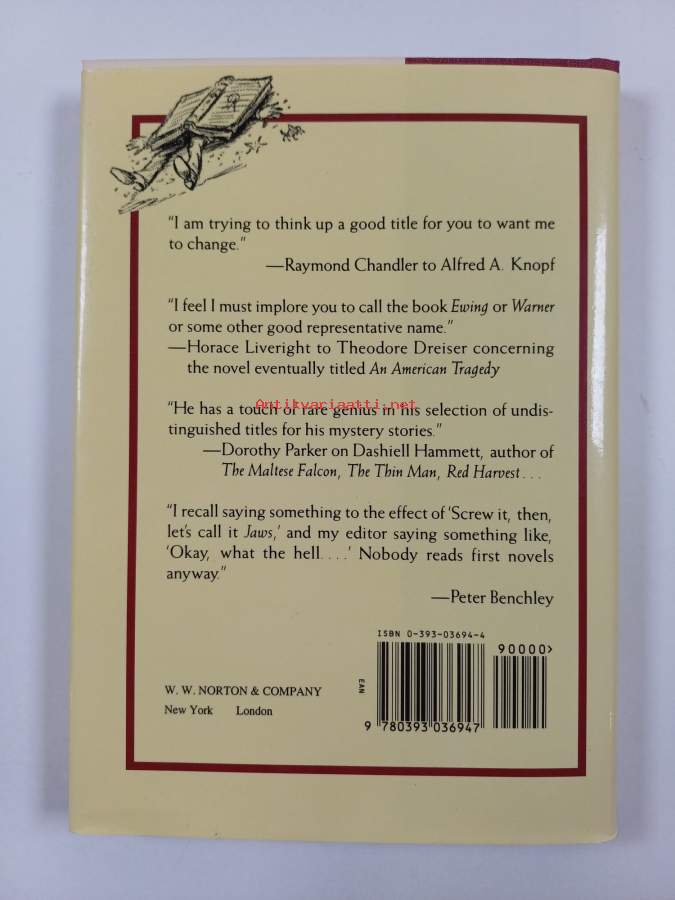 "I am trying to think up a good title for you to want me
to change."
—Raymond Chandler to Alfred A. Knopf
"I feel I must implore you to call the book Ewing or Warner
or some other good representative name."
—Horace Liveright to Theodore Dreiser concerning
the novel eventually titled An American Tragedy
Antikvariaatti.net
"He has a touch of rare genius in his selection of undis-
tinguished titles for his mystery stories."
—Dorothy Parker on Dashiell Hammett, author of
The Maltese Falcon, The Thin Man, Red Harvest . . .
"I recall saying something to the effect of 'Screw it, then,
let's call it Jaws,' and my editor saying something like,
'Okay, what the hell. . . .' Nobody reads first novels
anyway."
—Peter Benchley
ISBN 0-393-03694-4
90000>
EAN
9 780393 036947
W. W. NORTON & COMPANY
New York London